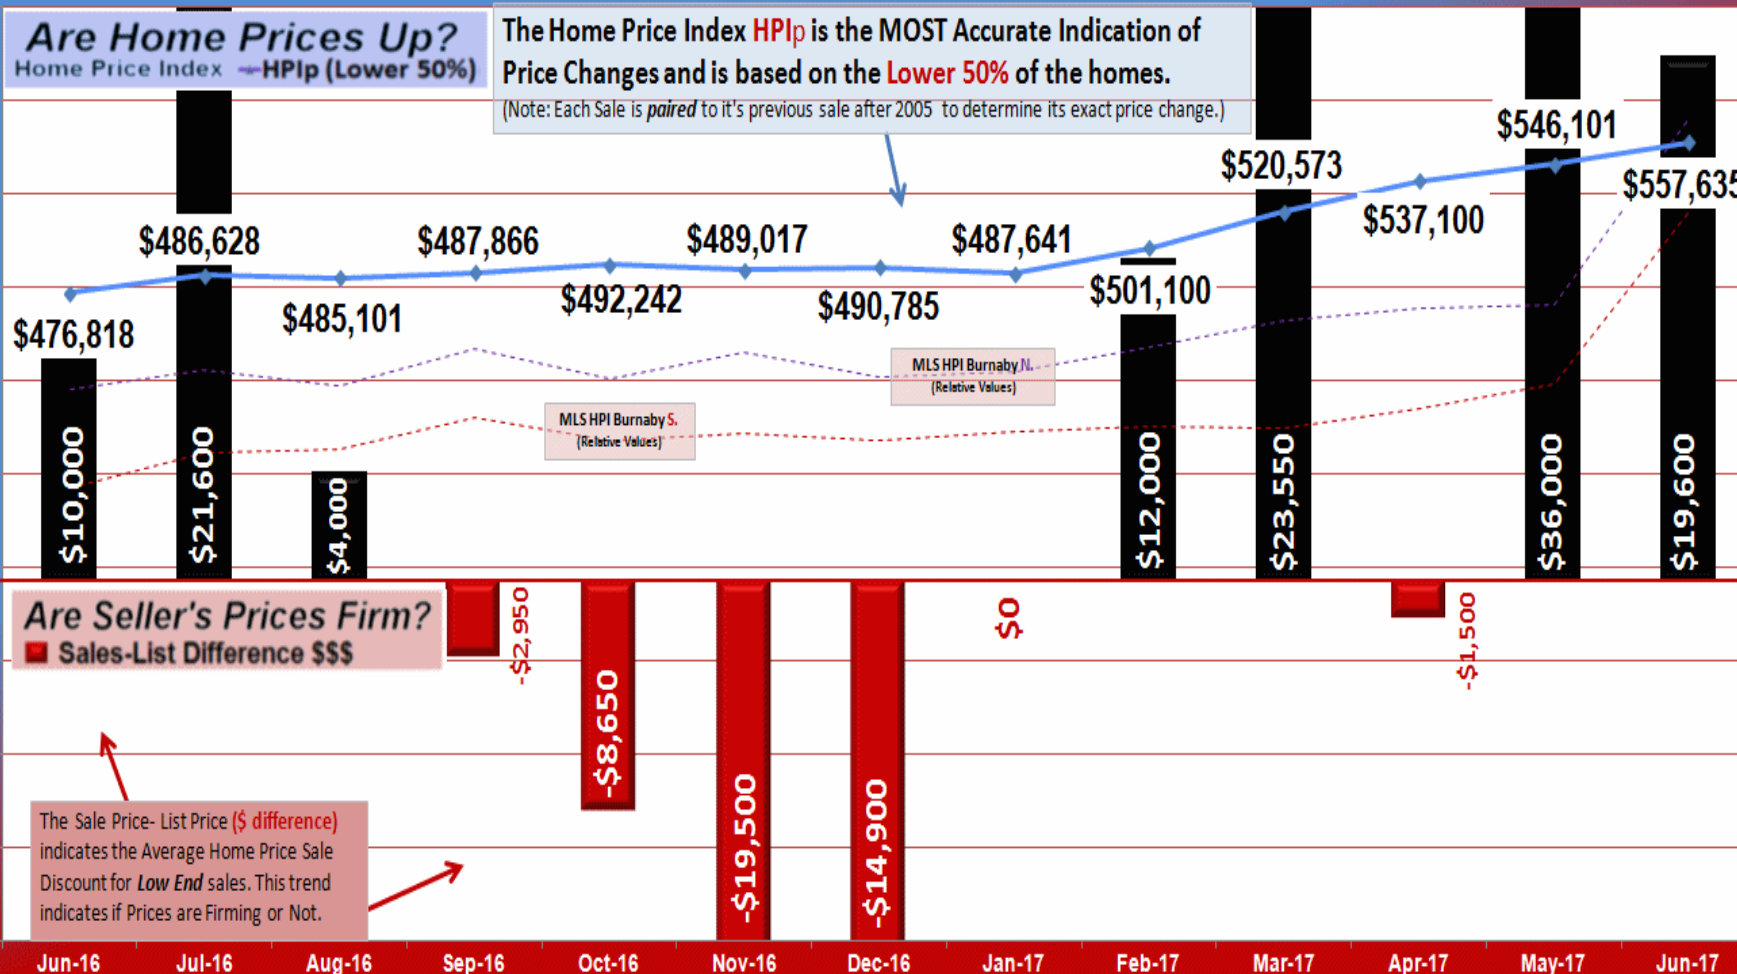 Are Home Prices Up?
Home Price Index HPIp (Lower 50%)
The Home Price Index HPIp is the MOST Accurate Indication of
Price Changes and is based on the Lower 50% of the homes.
(Note: Each Sale is paired to it's previous sale after 2005 to determine its exact price change.)
$476,818
$486,628
$485,101
$487,866
$492,242
$489,017
$490,785
$487,641
$501,100
$520,573
$537,100
$546,101
$557,635
MLS HPI Burnaby N.
(Relative Values)
MLS HPI Burnaby S.
(Relative Values)
$10,000
$21,600
$4,000
$12,000
$23,550
$36,000
$19,600
Are Seller's Prices Firm?
Sales-List Difference $$$
-$2,950
-$8,650
-$19,500
-$14,900
$0
-$1,500
The Sale Price- List Price ($ difference)
indicates the Average Home Price Sale
Discount for Low End sales. This trend
indicates if Prices are Firming or Not.
Jun-16 Jul-16 Aug-16 Sep-16 Oct-16 Nov-16 Dec-16 Jan-17 Feb-17 Mar-17 Apr-17 May-17 Jun-17